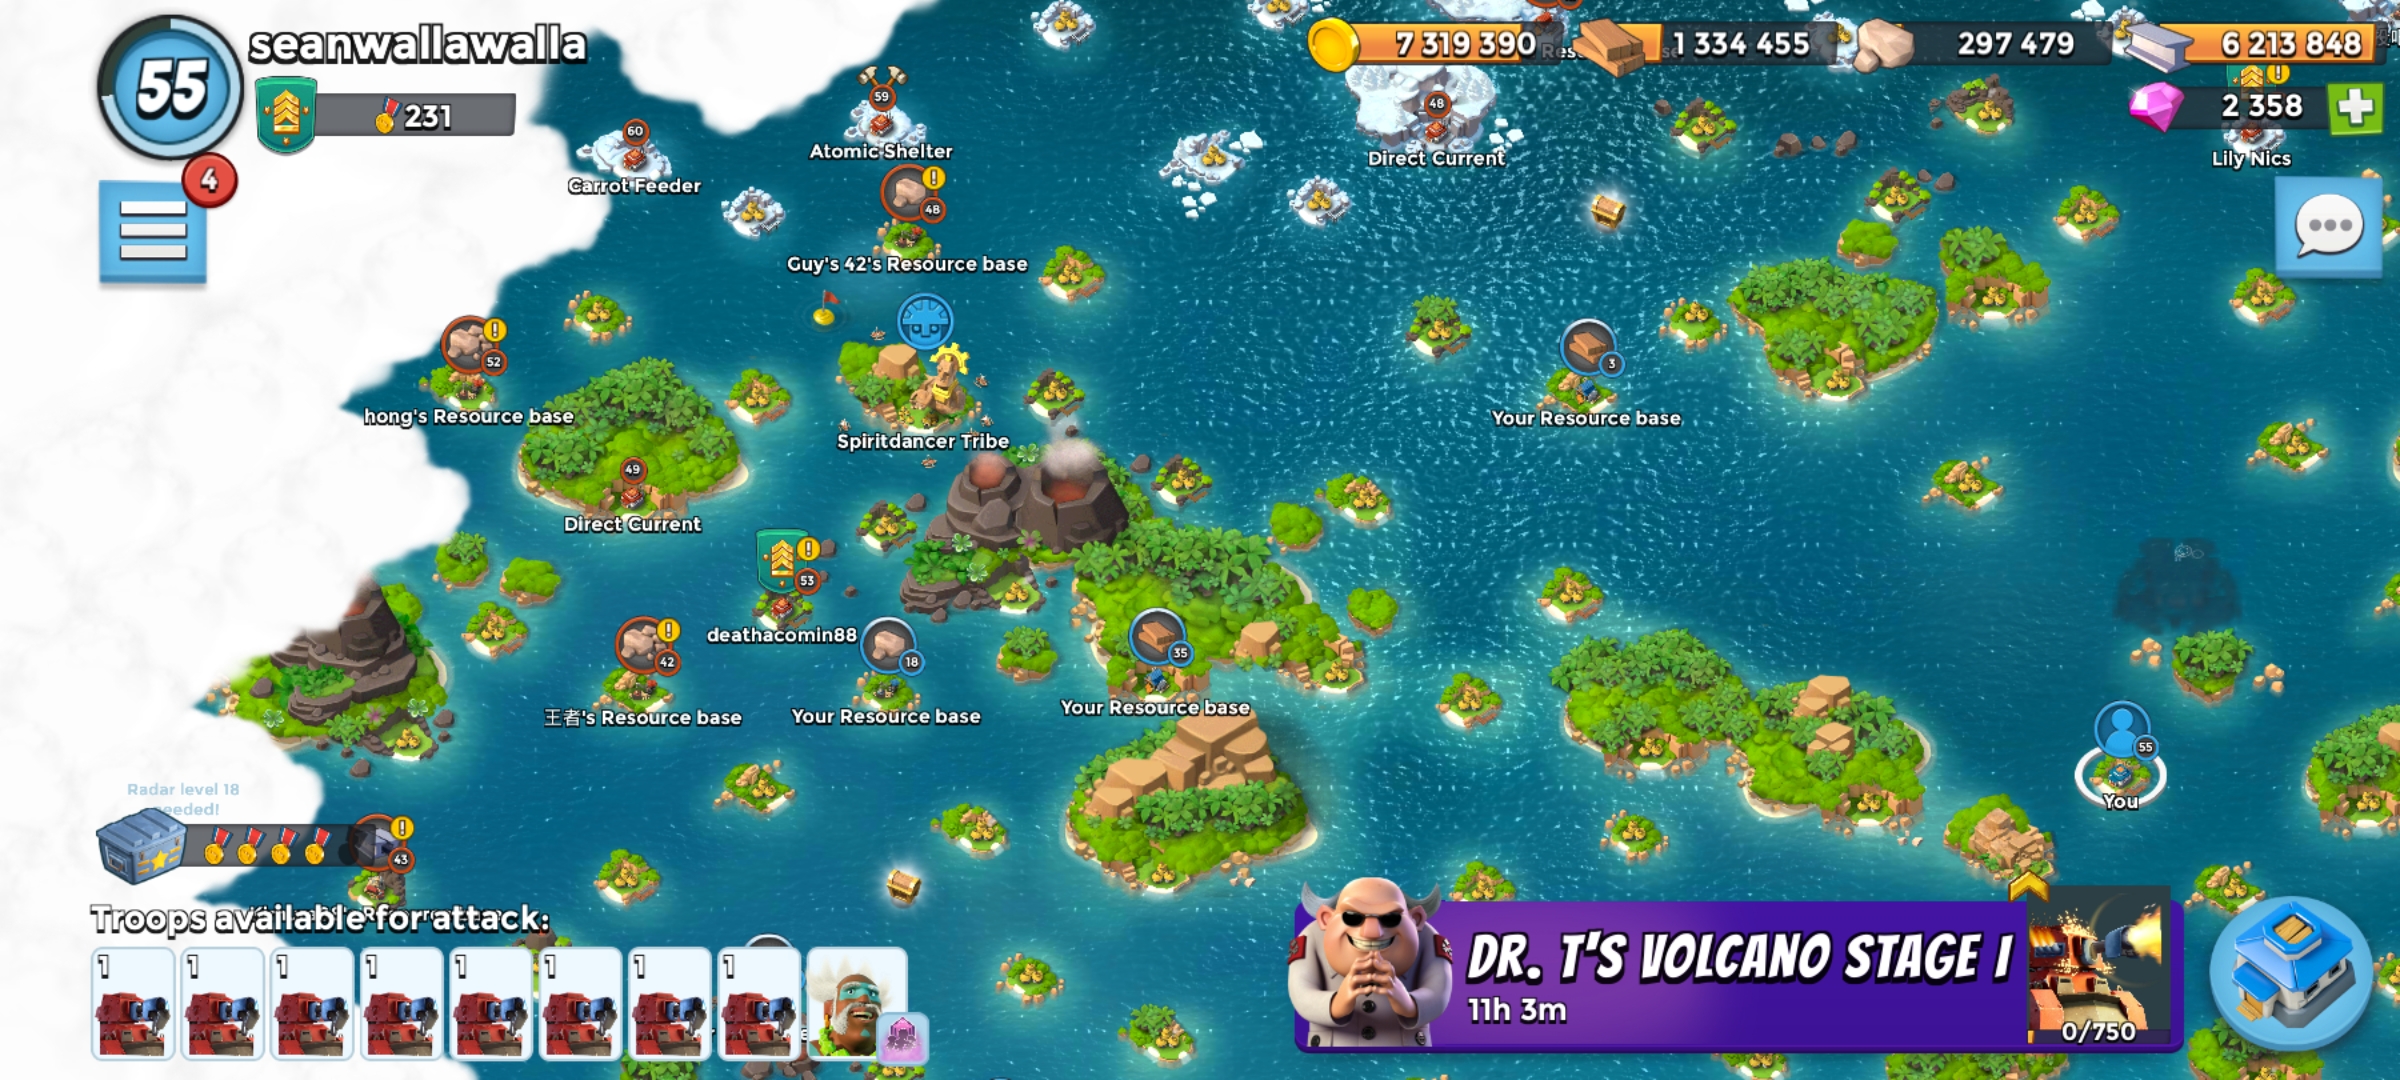 55
seanwallawalla
231
4
7 319 390
1 334 455
297 479
6 213 848
2 358
59
Atomic Shelter
60
Carrot Feeder
48
Direct Current
Lily Nics
48
Guy's 42's Resource base
52
hong's Resource base
Spiritdancer Tribe
3
Your Resource base
49
Direct Current
53
deathacomin88
42
王者's Resource base
18
Your Resource base
35
Your Resource base
55
You
Radar level 18
needed!
43
Troops available for attack:
1 1 1 1 1 1 1 1
DR. T'S VOLCANO STAGE I
11h 3m
0/750